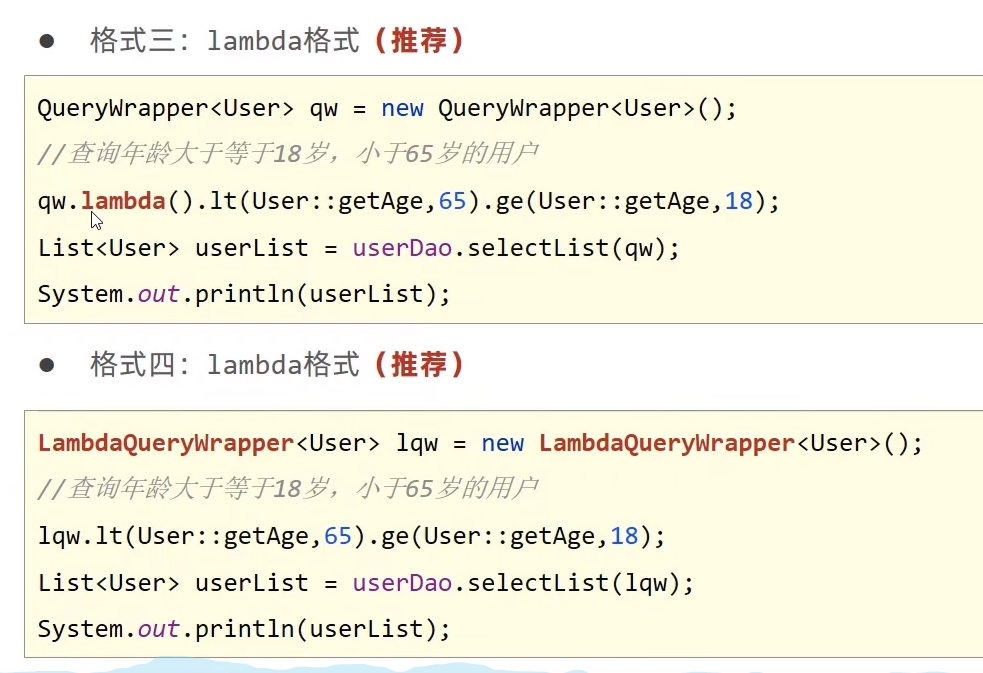 ● 格式三：lambda格式（推荐）
QueryWrapper<User> qw = new QueryWrapper<User>();
//查询年龄大于等于18岁，小于65岁的用户
qw.lambda().lt(User::getAge,65).ge(User::getAge,18);
List<User> userList = userDao.selectList(qw);
System.out.println(userList);
● 格式四：lambda格式（推荐）
LambdaQueryWrapper<User> lqw = new LambdaQueryWrapper<User>();
//查询年龄大于等于18岁，小于65岁的用户
lqw.lt(User::getAge,65).ge(User::getAge,18);
List<User> userList = userDao.selectList(lqw);
System.out.println(userList);